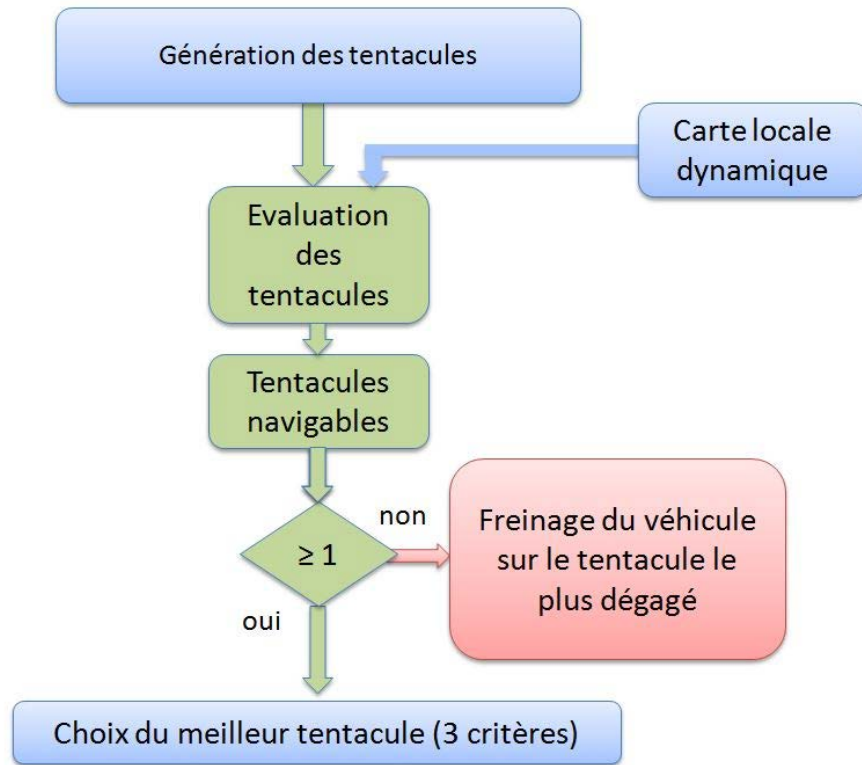 Génération des tentacules
Carte locale
dynamique
Evaluation
des
tentacules
Tentacules
navigables
≥ 1
non
Freinage du véhicule
sur le tentacule le
plus dégagé
oui
Choix du meilleur tentacule (3 critères)